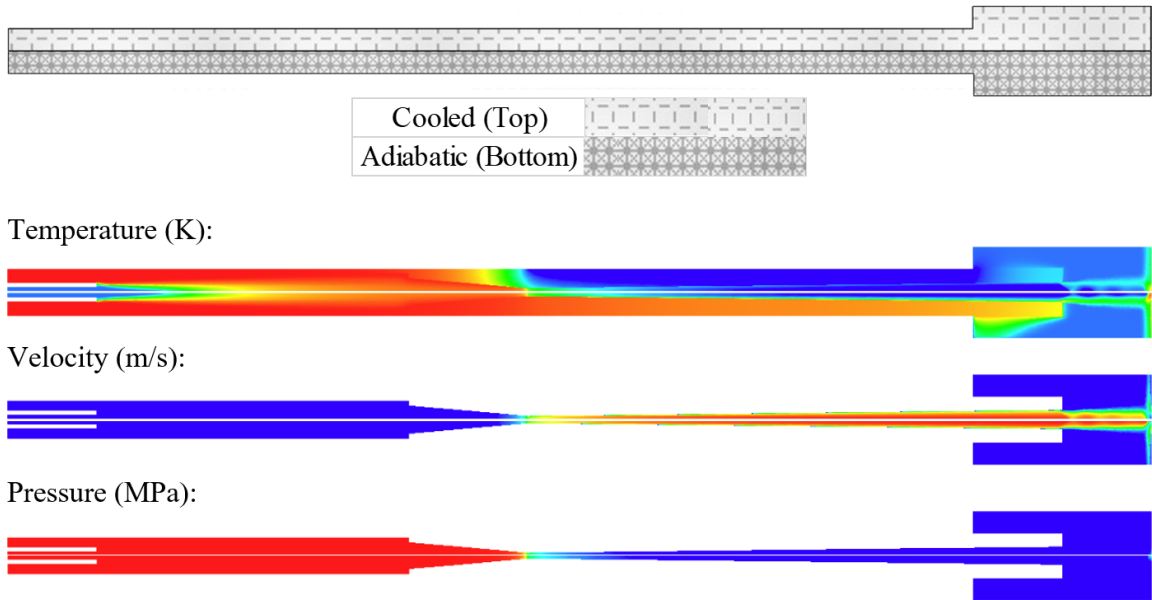 Cooled (Top)
Adiabatic (Bottom)
Temperature (K):
Velocity (m/s):
Pressure (MPa):